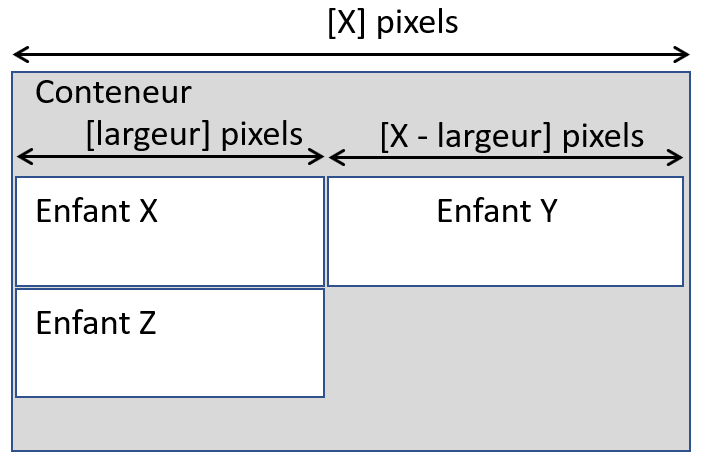 [X] pixels
Conteneur
[largeur] pixels
[X - largeur] pixels
Enfant X
Enfant Y
Enfant Z